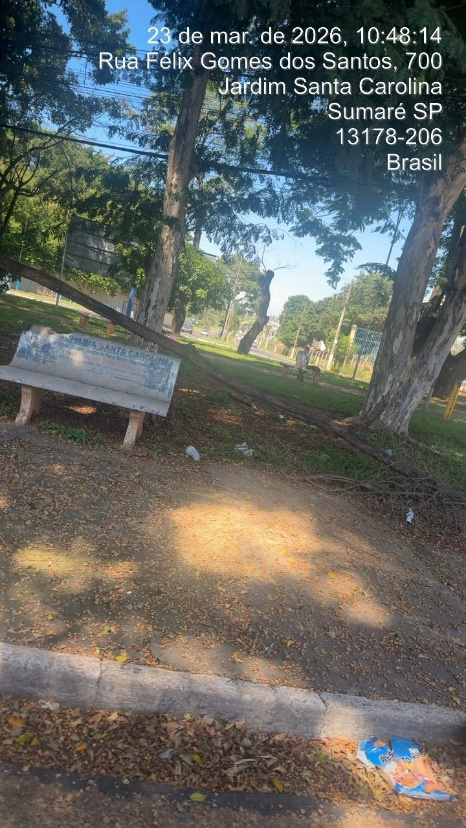 23 de mar. de 2026, 10:48:14
Rua Félix Gomes dos Santos, 700
Jardim Santa Carolina
Sumaré SP
13178-206
Brasil
SANTA CAROLINA